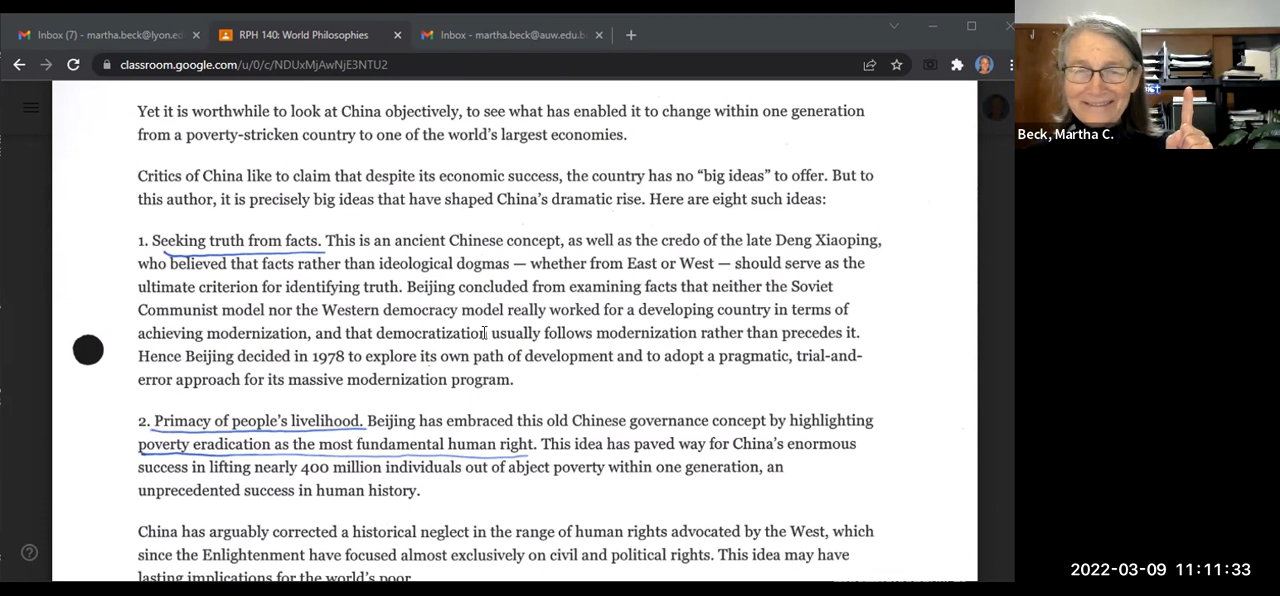 Inbox (7) - martha.beck@lyon.ed
RPH 140: World Philosophies
Inbox - martha.beck@auw.edu.b
classroom.google.com/u/0/c/NDUxMjAwNjE3NTU2
Beck, Martha C.
Yet it is worthwhile to look at China objectively, to see what has enabled it to change within one generation
from a poverty-stricken country to one of the world's largest economies.
Critics of China like to claim that despite its economic success, the country has no “big ideas” to offer. But to
this author, it is precisely big ideas that have shaped China's dramatic rise. Here are eight such ideas:
1. Seeking truth from facts. This is an ancient Chinese concept, as well as the credo of the late Deng Xiaoping,
who believed that facts rather than ideological dogmas — whether from East or West — should serve as the
ultimate criterion for identifying truth. Beijing concluded from examining facts that neither the Soviet
Communist model nor the Western democracy model really worked for a developing country in terms of
achieving modernization, and that democratization usually follows modernization rather than precedes it.
Hence Beijing decided in 1978 to explore its own path of development and to adopt a pragmatic, trial-and-
error approach for its massive modernization program.
2. Primacy of people's livelihood. Beijing has embraced this old Chinese governance concept by highlighting
poverty eradication as the most fundamental human right. This idea has paved way for China's enormous
success in lifting nearly 400 million individuals out of abject poverty within one generation, an
unprecedented success in human history.
China has arguably corrected a historical neglect in the range of human rights advocated by the West, which
since the Enlightenment have focused almost exclusively on civil and political rights. This idea may have
lasting implications for the world's poor.
2022-03-09 11:11:33